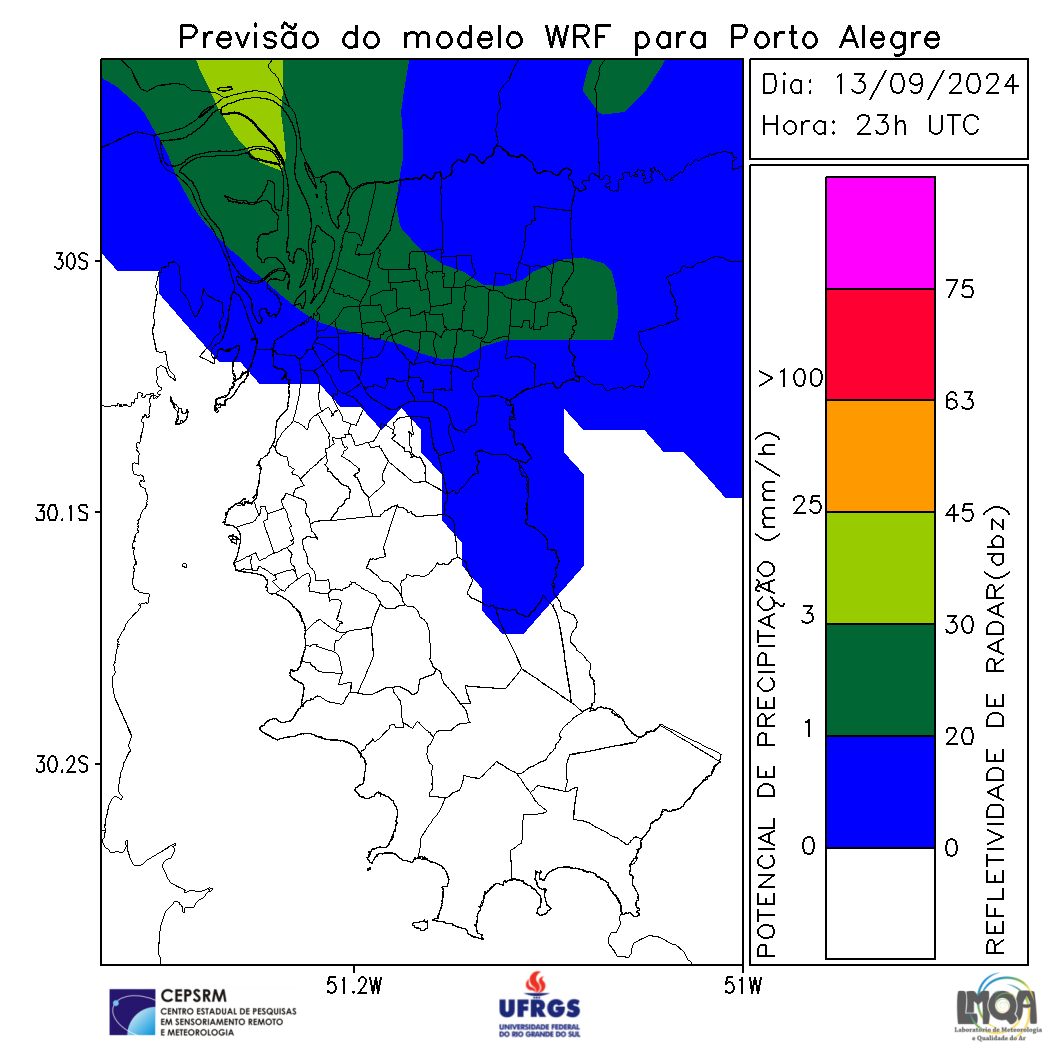 Previsão do modelo WRF para Porto Alegre
Dia: 13/09/2024
Hora: 23h UTC
30S
30.1S
30.2S
51.2W
51W
POTENCIAL DE PRECIPITAÇÃO (mm/h)
>100
25
3
1
0
75
63
45
30
20
0
REFLETIVIDADE DE RADAR(dbz)
CEPSRM
CENTRO ESTADUAL DE PESQUISAS
EM SENSORIAMENTO REMOTO
E METEOROLOGIA
UFRGS
UNIVERSIDADE FEDERAL
DO RIO GRANDE DO SUL
LMQA
Laboratório de Meteorologia
e Qualidade do Ar